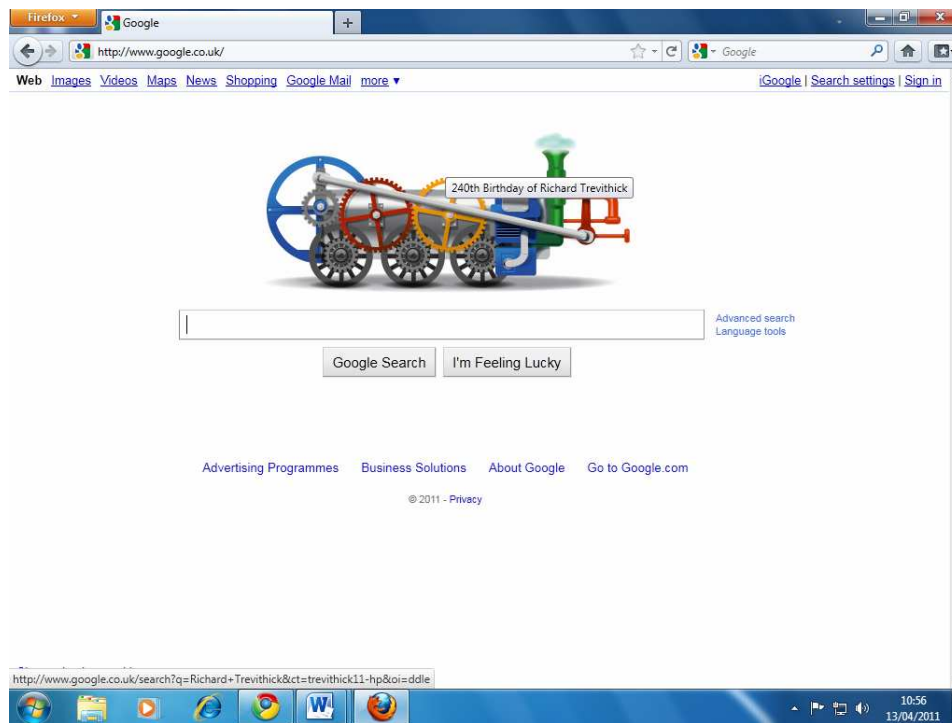 Firefox
Google
http://www.google.co.uk/
Google
Web Images Videos Maps News Shopping Google Mail more ▼
iGoogle | Search settings | Sign in
240th Birthday of Richard Trevithick
Advanced search
Language tools
Google Search
I'm Feeling Lucky
Advertising Programmes Business Solutions About Google Go to Google.com
© 2011 - Privacy
http://www.google.co.uk/search?q=Richard+Trevithick&ct=trevithick11-hp&oi=ddle
10:56
13/04/2011